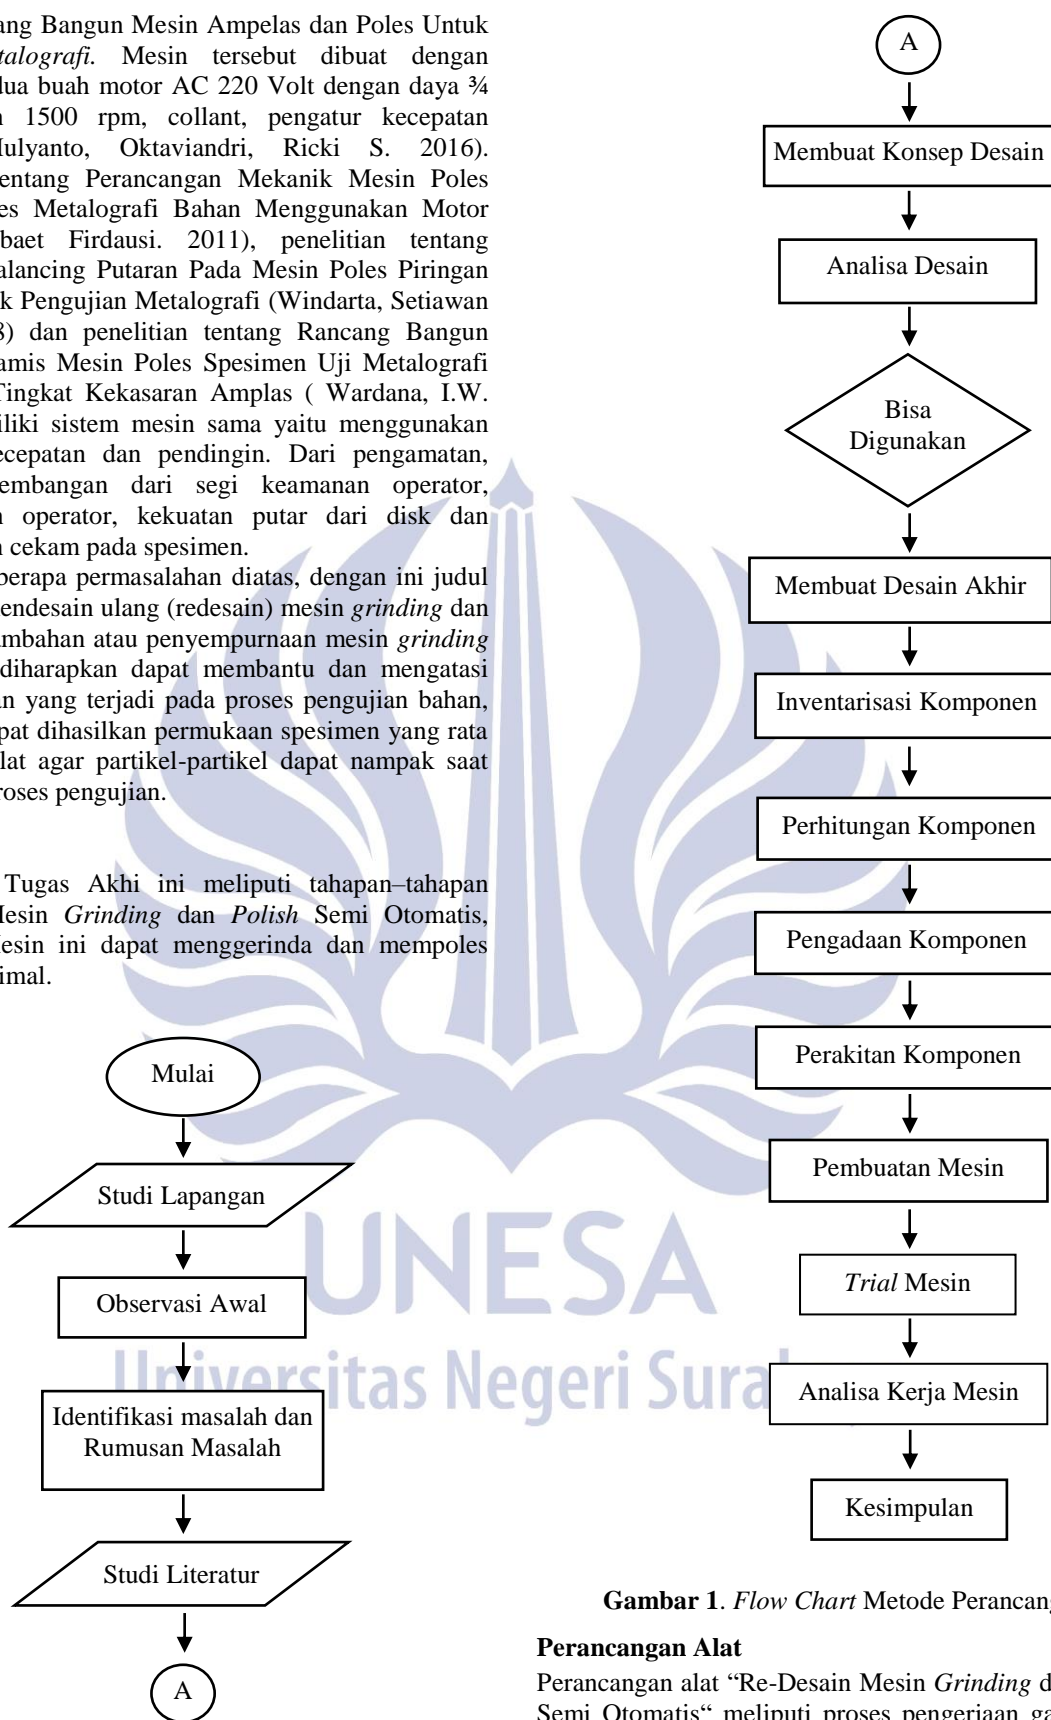 ang Bangun Mesin Ampelas dan Poles Untuk
talografi. Mesin tersebut dibuat dengan
dua buah motor AC 220 Volt dengan daya ¾
1500 rpm, collant, pengatur kecepatan
ulyanto, Oktaviandri, Ricki S. 2016).
entang Perancangan Mekanik Mesin Poles
es Metalografi Bahan Menggunakan Motor
baet Firdausi. 2011), penelitian tentang
alancing Putaran Pada Mesin Poles Piringan
k Pengujian Metalografi (Windarta, Setiawan
8) dan penelitian tentang Rancang Bangun
amis Mesin Poles Spesimen Uji Metalografi
Tingkat Kekasaran Amplas ( Wardana, I.W.
iliki sistem mesin sama yaitu menggunakan
ecepatan dan pendingin. Dari pengamatan,
embangan dari segi keamanan operator,
n operator, kekuatan putar dari disk dan
n cekam pada spesimen.
berapa permasalahan diatas, dengan ini judul
endesain ulang (redesain) mesin grinding dan
ambahan atau penyempurnaan mesin grinding
diharapkan dapat membantu dan mengatasi
an yang terjadi pada proses pengujian bahan,
pat dihasilkan permukaan spesimen yang rata
lat agar partikel-partikel dapat nampak saat
roses pengujian.
Tugas Akhi ini meliputi tahapan–tahapan
Mesin Grinding dan Polish Semi Otomatis,
Mesin ini dapat menggerinda dan mempoles
imal.
Mulai
Studi Lapangan
Observasi Awal
Identifikasi masalah dan
Rumusan Masalah
Studi Literatur
A
A
Membuat Konsep Desain
Analisa Desain
Bisa
Digunakan
Membuat Desain Akhir
Inventarisasi Komponen
Perhitungan Komponen
Pengadaan Komponen
Perakitan Komponen
Pembuatan Mesin
Trial Mesin
Analisa Kerja Mesin
Kesimpulan
Gambar 1. Flow Chart Metode Perancang
Perancangan Alat
Perancangan alat “Re-Desain Mesin Grinding d
Semi Otomatis“ meliputi proses pengerjaan ga
UNESA
Universitas Negeri Sura